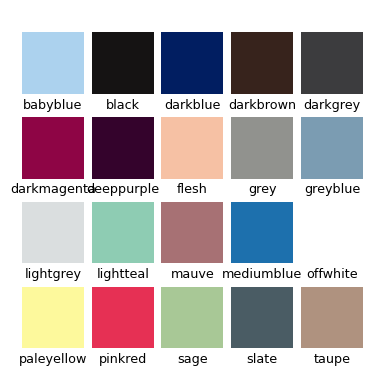 babyblue black darkblue darkbrown darkgrey
darkmagenta deeppurple flesh grey greyblue
lightgrey lightteal mauve mediumblue offwhite
paleyellow pinkred sage slate taupe